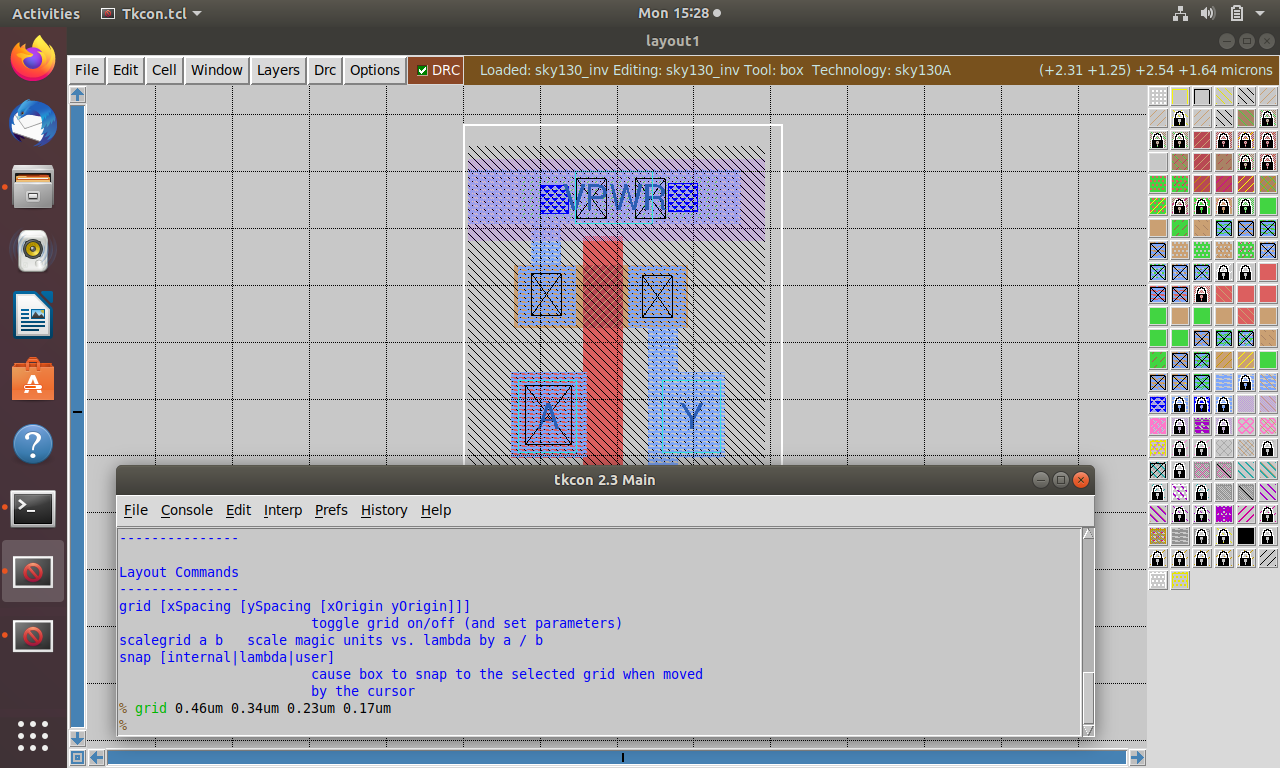 Activities Tkcon.tcl Mon 15:28
layout1
File Edit Cell Window Layers Drc Options DRC Loaded: sky130_inv Editing: sky130_inv Tool: box Technology: sky130A (+2.31 +1.25) +2.54 +1.64 microns
VPWR
A Y
tkcon 2.3 Main
File Console Edit Interp Prefs History Help
---------------
Layout Commands
---------------
grid [xSpacing [ySpacing [xOrigin yOrigin]]]
toggle grid on/off (and set parameters)
scalegrid a b scale magic units vs. lambda by a / b
snap [internal|lambda|user]
cause box to snap to the selected grid when moved
by the cursor
% grid 0.46um 0.34um 0.23um 0.17um
%